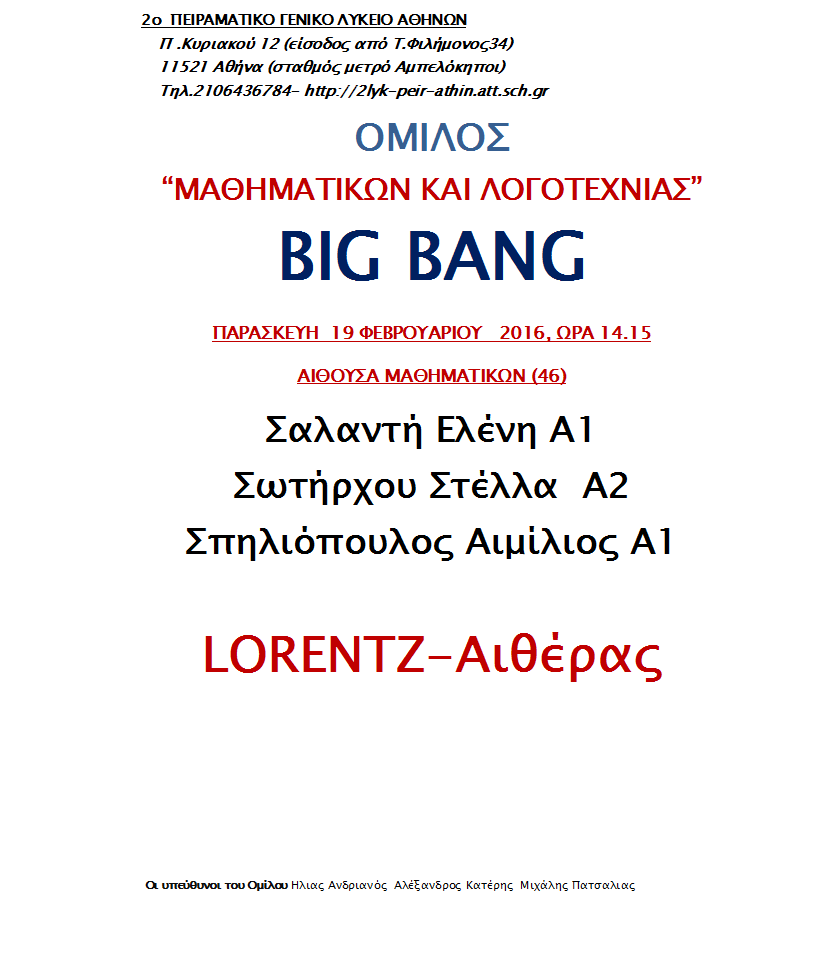 2ο ΠΕΙΡΑΜΑΤΙΚΟ ΓΕΝΙΚΟ ΛΥΚΕΙΟ ΑΘΗΝΩΝ
Π .Κυριακού 12 (είσοδος από Τ.Φιλήμονος34)
11521 Αθήνα (σταθμός μετρό Αμπελόκηποι)
Τηλ.2106436784- http://2lyk-peir-athin.att.sch.gr
ΟΜΙΛΟΣ
“ΜΑΘΗΜΑΤΙΚΩΝ ΚΑΙ ΛΟΓΟΤΕΧΝΙΑΣ”
BIG BANG
ΠΑΡΑΣΚΕΥΗ 19 ΦΕΒΡΟΥΑΡΙΟΥ 2016, ΩΡΑ 14.15
ΑΙΘΟΥΣΑ ΜΑΘΗΜΑΤΙΚΩΝ (46)
Σαλαντή Ελένη Α1
Σωτήρχου Στέλλα Α2
Σπηλιόπουλος Αιμίλιος Α1
LORENTZ-Αιθέρας
Οι υπεύθυνοι του Ομίλου Ηλιας Ανδριανός Αλέξανδρος Κατέρης Μιχάλης Πατσαλιας